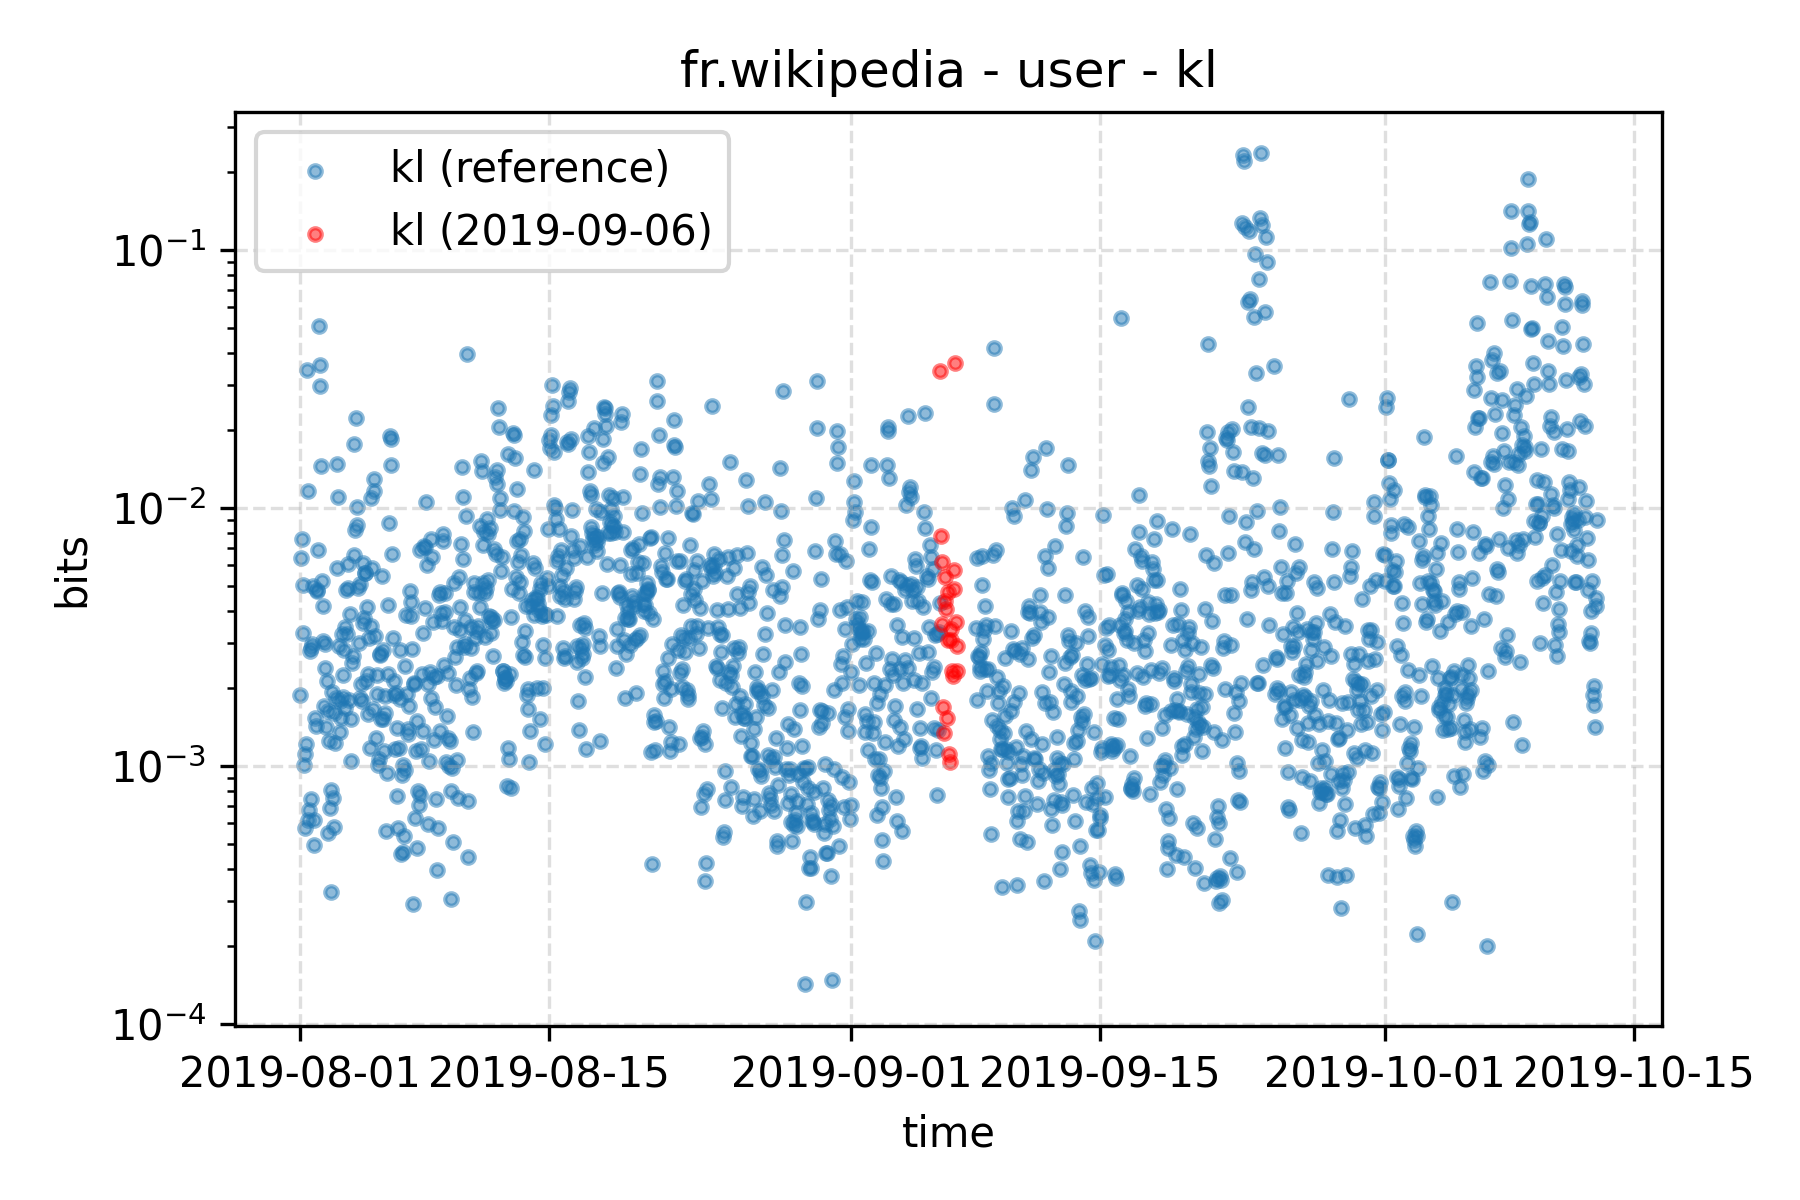 fr.wikipedia - user - kl
kl (reference)
kl (2019-09-06)
10⁻¹
10⁻²
10⁻³
10⁻⁴
bits
2019-08-01 2019-08-15 2019-09-01 2019-09-15 2019-10-01 2019-10-15
time